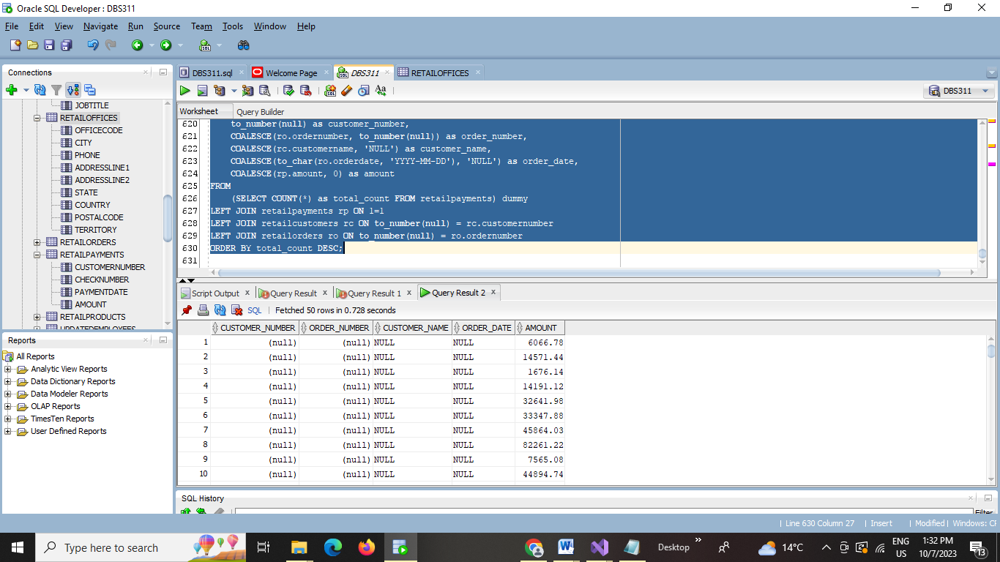 Oracle SQL Developer : DBS311
File Edit View Navigate Run Source Team Tools Window Help
Connections
JOBTITLE
RETAILOFFICES
OFFICECODE
CITY
PHONE
ADDRESSLINE1
ADDRESSLINE2
STATE
COUNTRY
POSTALCODE
TERRITORY
RETAILORDERS
RETAILPAYMENTS
CUSTOMERNUMBER
CHECKNUMBER
PAYMENTDATE
AMOUNT
RETAILPRODUCTS
UPDATEDEMPLOYEES
Reports
All Reports
Analytic View Reports
Data Dictionary Reports
Data Modeler Reports
OLAP Reports
TimesTen Reports
User Defined Reports
DBS311.sql Welcome Page DBS311 RETAILOFFICES
DBS311
Worksheet Query Builder
620 to_number(null) as customer_number,
621 COALESCE(ro.ordernumber, to_number(null)) as order_number,
622 COALESCE(rc.customername, 'NULL') as customer_name,
623 COALESCE(to_char(ro.orderdate, 'YYYY-MM-DD'), 'NULL') as order_date,
624 COALESCE(rp.amount, 0) as amount
625 FROM
626 (SELECT COUNT(*) as total_count FROM retailpayments) dummy
627 LEFT JOIN retailpayments rp ON 1=1
628 LEFT JOIN retailcustomers rc ON to_number(null) = rc.customernumber
629 LEFT JOIN retailorders ro ON to_number(null) = ro.ordernumber
630 ORDER BY total_count DESC;
631
Script Output Query Result Query Result 1 Query Result 2
SQL Fetched 50 rows in 0.728 seconds
CUSTOMER_NUMBER ORDER_NUMBER CUSTOMER_NAME ORDER_DATE AMOUNT
1 (null) (null) NULL NULL 6066.78
2 (null) (null) NULL NULL 14571.44
3 (null) (null) NULL NULL 1676.14
4 (null) (null) NULL NULL 14191.12
5 (null) (null) NULL NULL 32641.98
6 (null) (null) NULL NULL 33347.88
7 (null) (null) NULL NULL 45864.03
8 (null) (null) NULL NULL 82261.22
9 (null) (null) NULL NULL 7565.08
10 (null) (null) NULL NULL 44894.74
SQL History
Filter
Line 630 Column 27 Insert Modified Windows: CF
Type here to search
Desktop
14°C
ENG
US
1:32 PM
10/7/2023
13